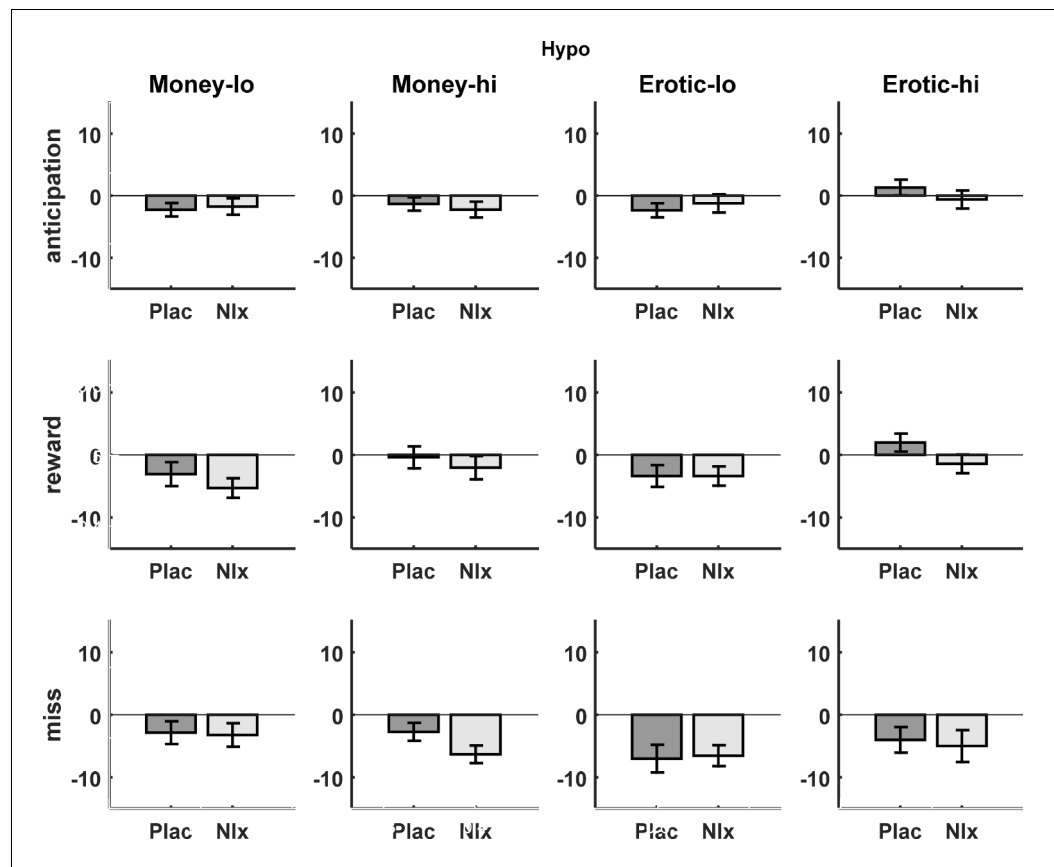 Hypo
Money-lo Money-hi Erotic-lo Erotic-hi
anticipation
10 10 10 10
0 0 0 0
-10 -10 -10 -10
Plac Nlx Plac Nlx Plac Nlx Plac Nlx
reward
10 10 10 10
0 0 0 0
-10 -10 -10 -10
Plac Nlx Plac Nlx Plac Nlx Plac Nlx
miss
10 10 10 10
0 0 0 0
-10 -10 -10 -10
Plac Nlx Plac Nlx Plac Nlx Plac Nlx